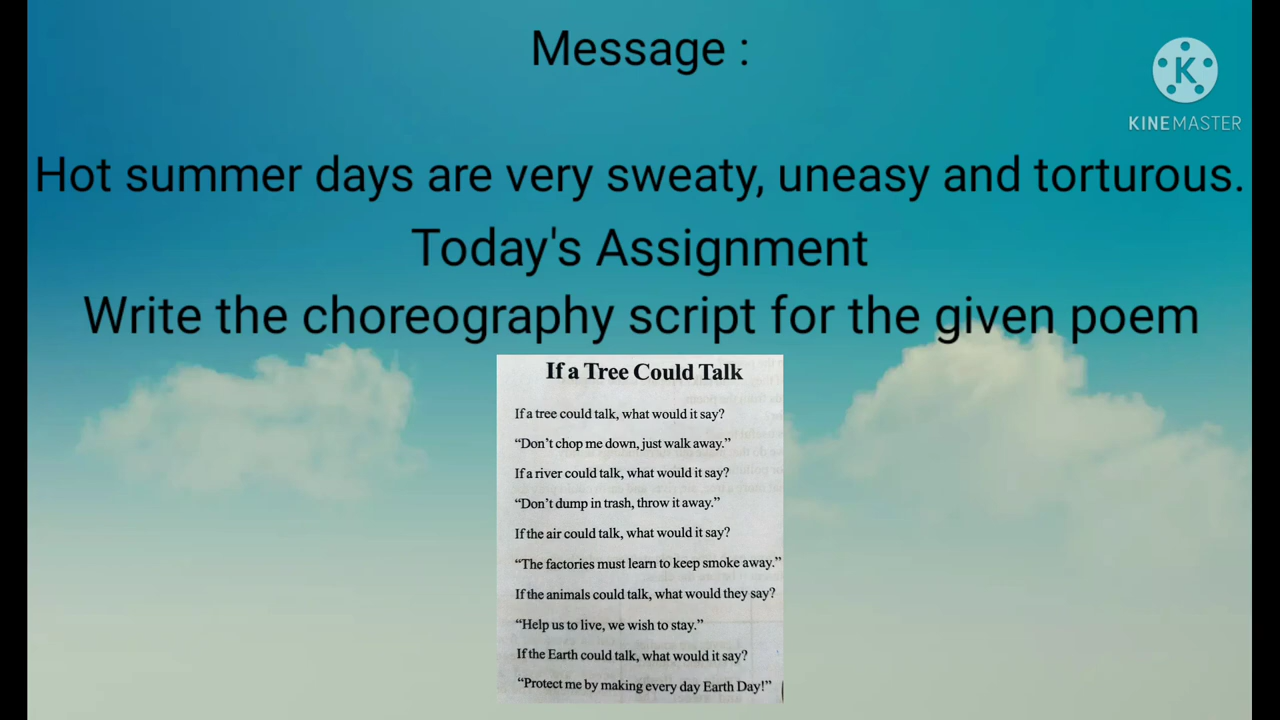 Message :
KINEMASTER
Hot summer days are very sweaty, uneasy and torturous.
Today's Assignment
Write the choreography script for the given poem
If a Tree Could Talk
If a tree could talk, what would it say?
“Don’t chop me down, just walk away.”
If a river could talk, what would it say?
“Don’t dump in trash, throw it away.”
If the air could talk, what would it say?
“The factories must learn to keep smoke away.”
If the animals could talk, what would they say?
“Help us to live, we wish to stay.”
If the Earth could talk, what would it say?
“Protect me by making every day Earth Day!”